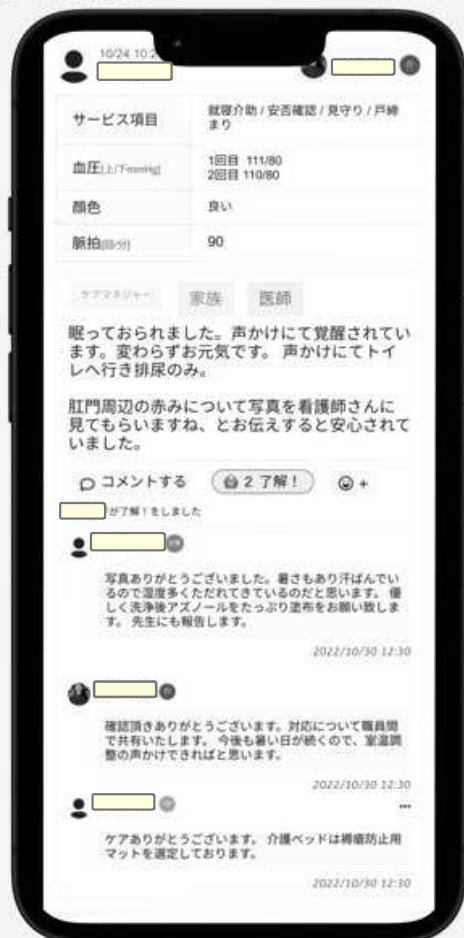 10/24 10:2
サービス項目
就寝介助 / 安否確認 / 見守り / 戸締
まり
血圧[上/下mmHg]
1回目 111/80
2回目 110/80
顔色
良い
脈拍[回/分]
90
ケアマネジャー 家族 医師
眠っておられました。声かけにて覚醒されてい
ます。変わらずお元気です。 声かけにてトイ
レへ行き排尿のみ。
肛門周辺の赤みについて写真を看護師さんに
見てもらいますね、とお伝えすると安心されて
いました。
コメントする 2 了解！ +
が了解！をしました
写真ありがとうございました。暑さもあり汗ばんでい
るので湿度多くただれてきているのだと思います。 優
しく洗浄後アズノールをたっぷり塗布をお願い致しま
す。 先生にも報告します。
2022/10/30 12:30
確認頂きありがとうございます。対応について職員間
で共有いたします。 今後も暑い日が続くので、室温調
整の声かけできればと思います。
2022/10/30 12:30
ケアありがとうございます。 介護ベッドは褥瘡防止用
マットを選定しております。
2022/10/30 12:30